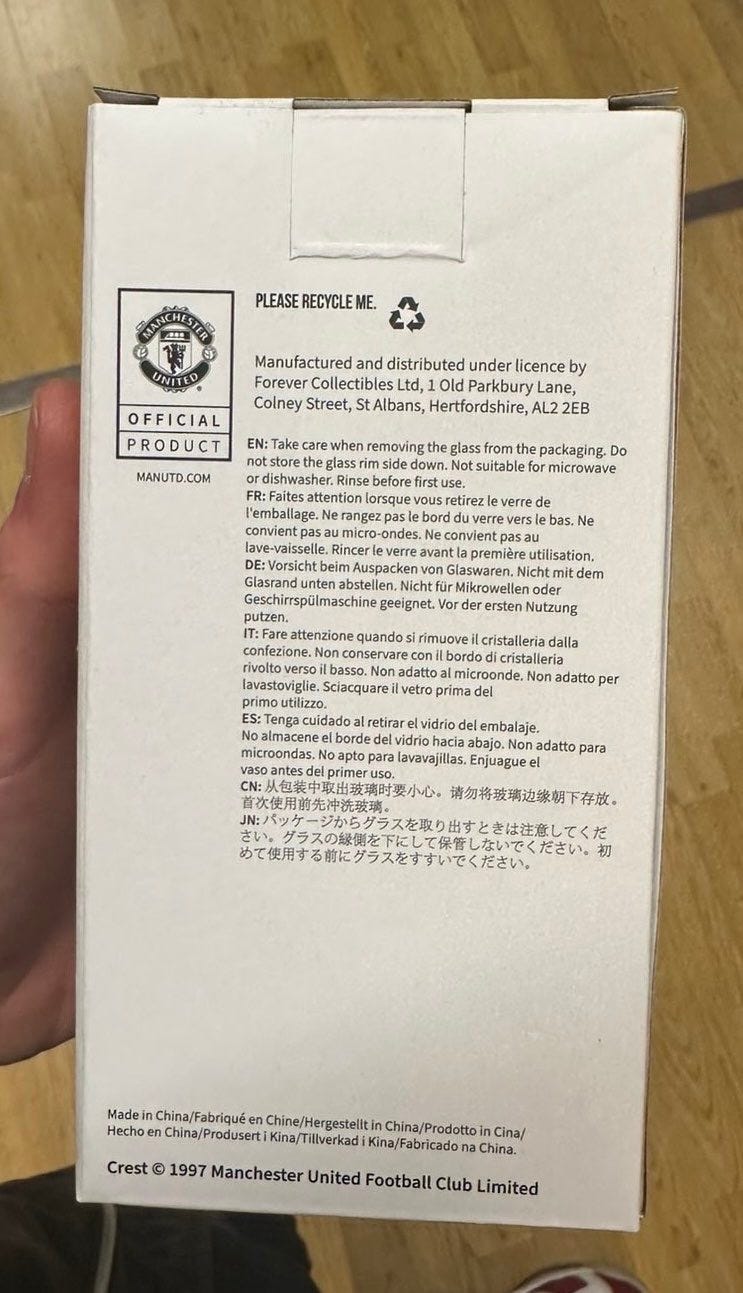 MANCHESTER
UNITED
OFFICIAL
PRODUCT
MANUTD.COM
PLEASE RECYCLE ME.
Manufactured and distributed under licence by
Forever Collectibles Ltd, 1 Old Parkbury Lane,
Colney Street, St Albans, Hertfordshire, AL2 2EB
EN: Take care when removing the glass from the packaging. Do
not store the glass rim side down. Not suitable for microwave
or dishwasher. Rinse before first use.
FR: Faites attention lorsque vous retirez le verre de
l'emballage. Ne rangez pas le bord du verre vers le bas. Ne
convient pas au micro-ondes. Ne convient pas au
lave-vaisselle. Rincer le verre avant la première utilisation.
DE: Vorsicht beim Auspacken von Glaswaren. Nicht mit dem
Glasrand unten abstellen. Nicht für Mikrowellen oder
Geschirrspülmaschine geeignet. Vor der ersten Nutzung
putzen.
IT: Fare attenzione quando si rimuove il cristalleria dalla
confezione. Non conservare con il bordo di cristalleria
rivolto verso il basso. Non adatto al microonde. Non adatto per
lavastoviglie. Sciacquare il vetro prima del
primo utilizzo.
ES: Tenga cuidado al retirar el vidrio del embalaje.
No almacene el borde del vidrio hacia abajo. Non adatto para
microondas. No apto para lavavajillas. Enjuague el
vaso antes del primer uso.
CN: 从包装中取出玻璃时要小心。请勿将玻璃边缘朝下存放。
首次使用前先冲洗玻璃。
JN: パッケージからグラスを取り出すときは注意してくだ
さい。グラスの縁側を下にして保管しないでください。初
めて使用する前にグラスをすすいでください。
Made in China/Fabriqué en Chine/Hergestellt in China/Prodotto in Cina/
Hecho en China/Produsert i Kina/Tillverkad i Kina/Fabricado na China.
Crest © 1997 Manchester United Football Club Limited